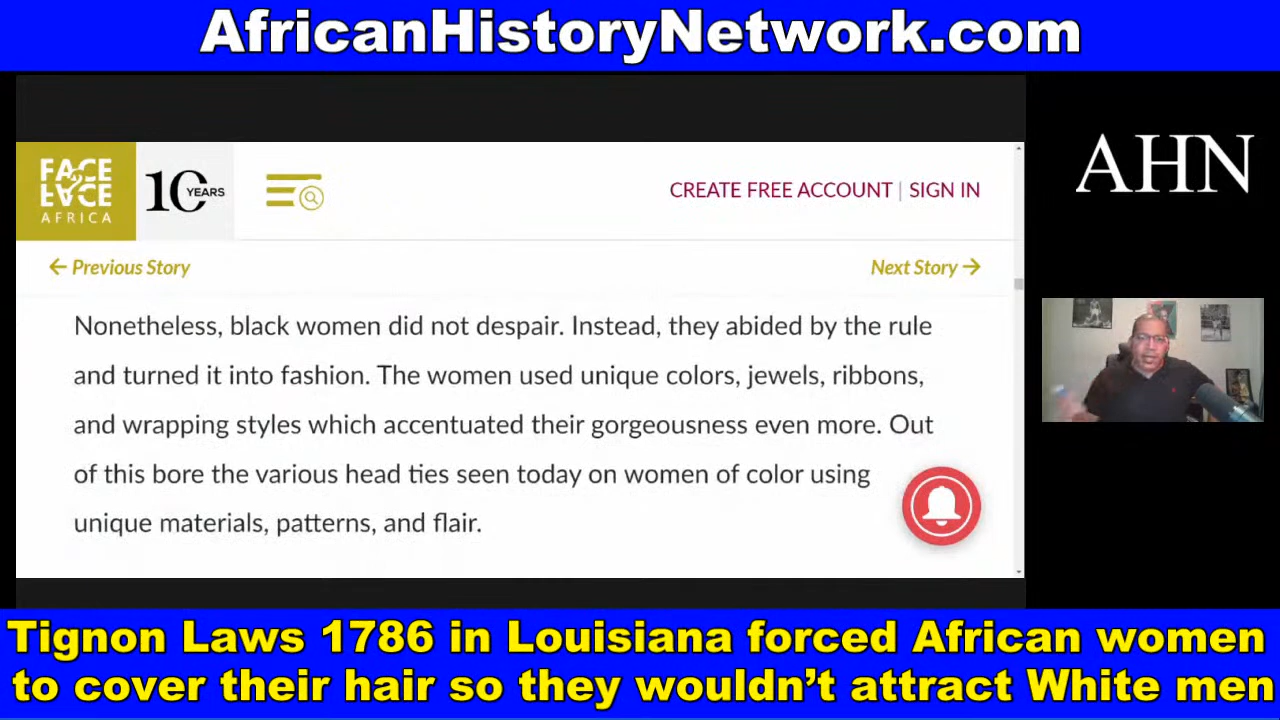 AfricanHistoryNetwork.com
FACE
2
FACE
AFRICA
10 YEARS
CREATE FREE ACCOUNT | SIGN IN
AHN
← Previous Story
Next Story →
Nonetheless, black women did not despair. Instead, they abided by the rule
and turned it into fashion. The women used unique colors, jewels, ribbons,
and wrapping styles which accentuated their gorgeousness even more. Out
of this bore the various head ties seen today on women of color using
unique materials, patterns, and flair.
Tignon Laws 1786 in Louisiana forced African women
to cover their hair so they wouldn’t attract White men